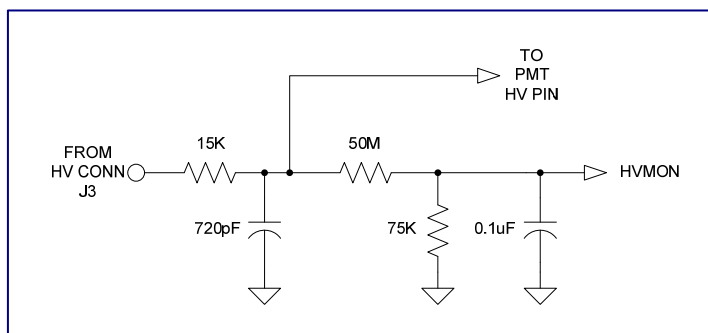 TO
PMT
HV PIN
15K
50M
FROM
HV CONN
J3
HVMON
720pF
75K
0.1uF